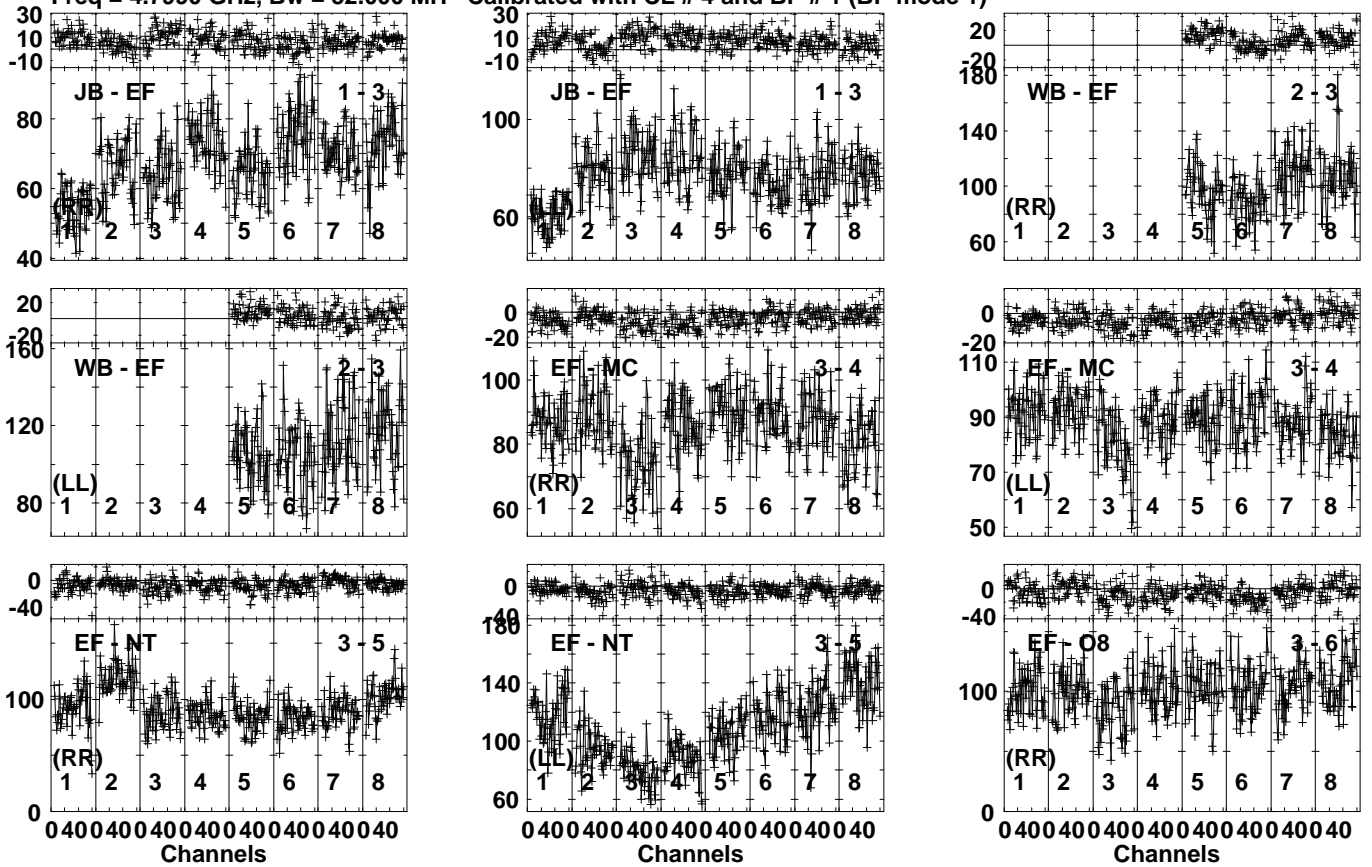 GHz, Bw = MH Calibrated with CL # 4 and BP # 1 (BP mode 1)
30 10 -10
JB - EF 1 - 3
80 60 40
(RR)
1 2 3 4 5 6 7 8
30 10 -10
JB - EF 1 - 3
100 60
(LL)
1 2 3 4 5 6 7 8
20 -20
WB - EF 2 - 3
180 140 100 60
(RR)
1 2 3 4 5 6 7 8
20 -20
WB - EF 2 - 3
160 120 80
(LL)
1 2 3 4 5 6 7 8
0 -20
EF - MC 3 - 4
100 80 60
(RR)
1 2 3 4 5 6 7 8
0 -20
EF - MC 3 - 4
110 90 70 50
(LL)
1 2 3 4 5 6 7 8
0 -40
EF - NT 3 - 5
100 0
(RR)
1 2 3 4 5 6 7 8
0 40 0 40 0 40 0 40 0 40 0 40 0 40 0 40
Channels
0 -40
EF - NT 3 - 5
180 140 100 60
(LL)
1 2 3 4 5 6 7 8
0 40 0 40 0 40 0 40 0 40 0 40 0 40 0 40
Channels
0 -40
EF - O8 3 - 6
100 0
(RR)
1 2 3 4 5 6 7 8
0 40 0 40 0 40 0 40 0 40 0 40 0 40 0 40
Channels